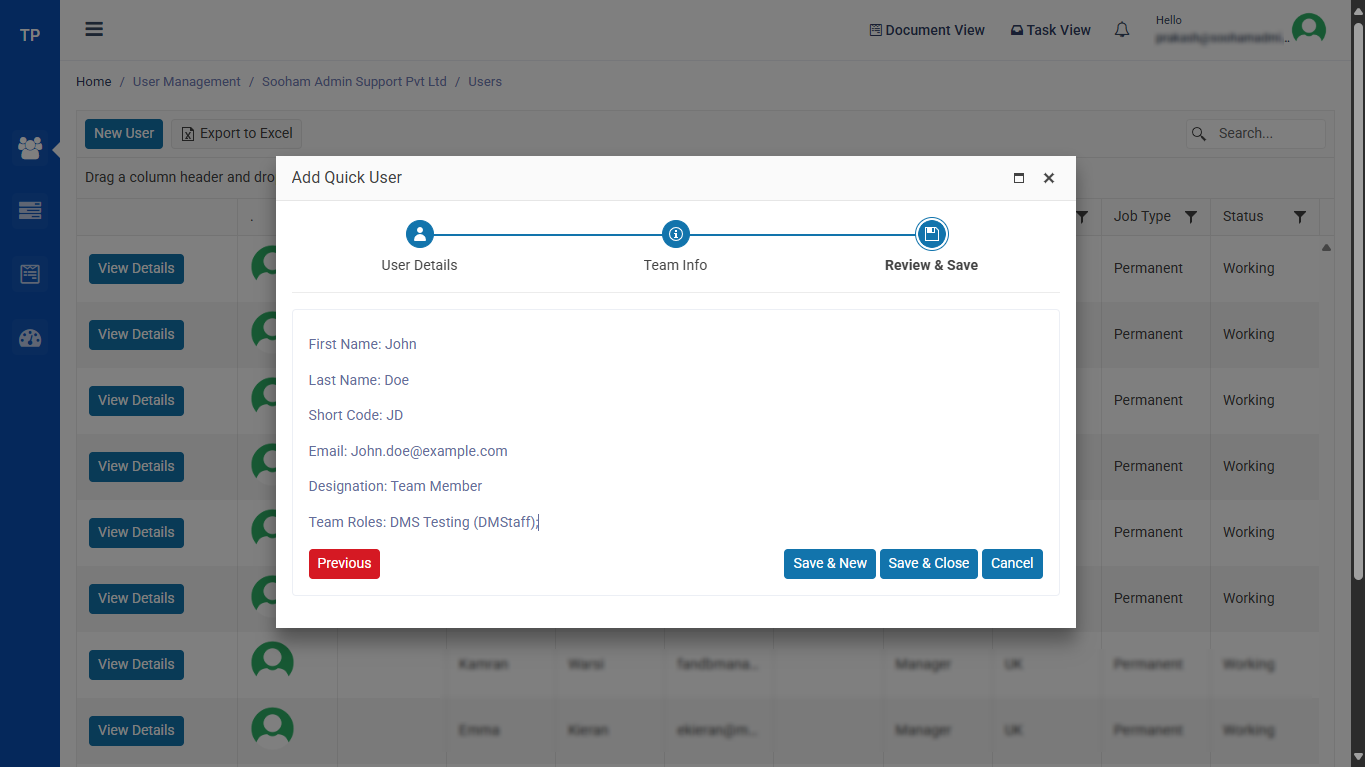 TP
Document View
Task View
Hello
Home / User Management / Sooham Admin Support Pvt Ltd / Users
New User
Export to Excel
Search...
Drag a column header and dro
.
Job Type
Status
Add Quick User
User Details
Team Info
Review & Save
First Name: John
Last Name: Doe
Short Code: JD
Email: John.doe@example.com
Designation: Team Member
Team Roles: DMS Testing (DMStaff);
Previous
Save & New
Save & Close
Cancel
View Details
Permanent
Working
View Details
Permanent
Working
View Details
Permanent
Working
View Details
Permanent
Working
View Details
Permanent
Working
View Details
Permanent
Working
View Details
Kamran
Warsi
Manager
UK
Permanent
Working
View Details
Emma
Kieran
Manager
UK
Permanent
Working